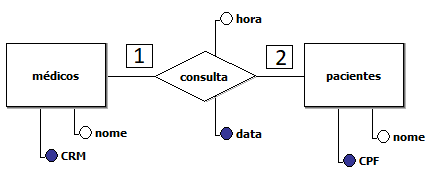 hora
1
2
médicos
consulta
pacientes
nome
data
nome
CRM
CPF